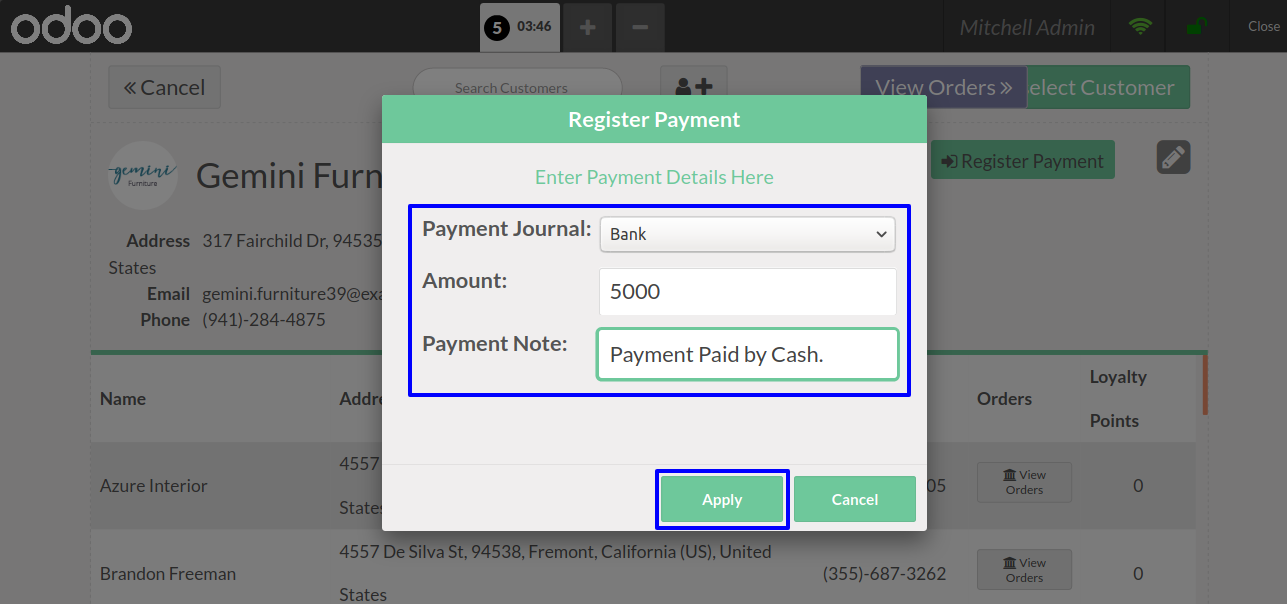 odoo
5 03:46
Mitchell Admin
Close
Cancel
Search Customers
View Orders
elect Customer
Register Payment
Enter Payment Details Here
gemini
Furniture
Gemini Furn
Register Payment
Payment Journal: Bank
Address 317 Fairchild Dr, 94535
States
Amount: 5000
Email gemini.furniture39@exa
Phone (941)-284-4875
Payment Note: Payment Paid by Cash.
Name Addre Orders Loyalty
Points
Azure Interior
4557
States
05
View
Orders
0
Apply
Cancel
Brandon Freeman
4557 De Silva St, 94538, Fremont, California (US), United
States
(355)-687-3262
View
Orders
0